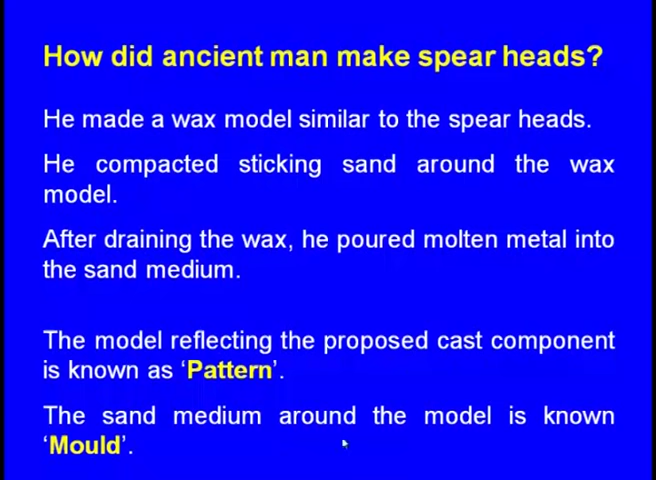 How did ancient man make spear heads?
He made a wax model similar to the spear heads.
He compacted sticking sand around the wax
model.
After draining the wax, he poured molten metal into
the sand medium.
The model reflecting the proposed cast component
is known as ‘Pattern’.
The sand medium around the model is known
‘Mould’.